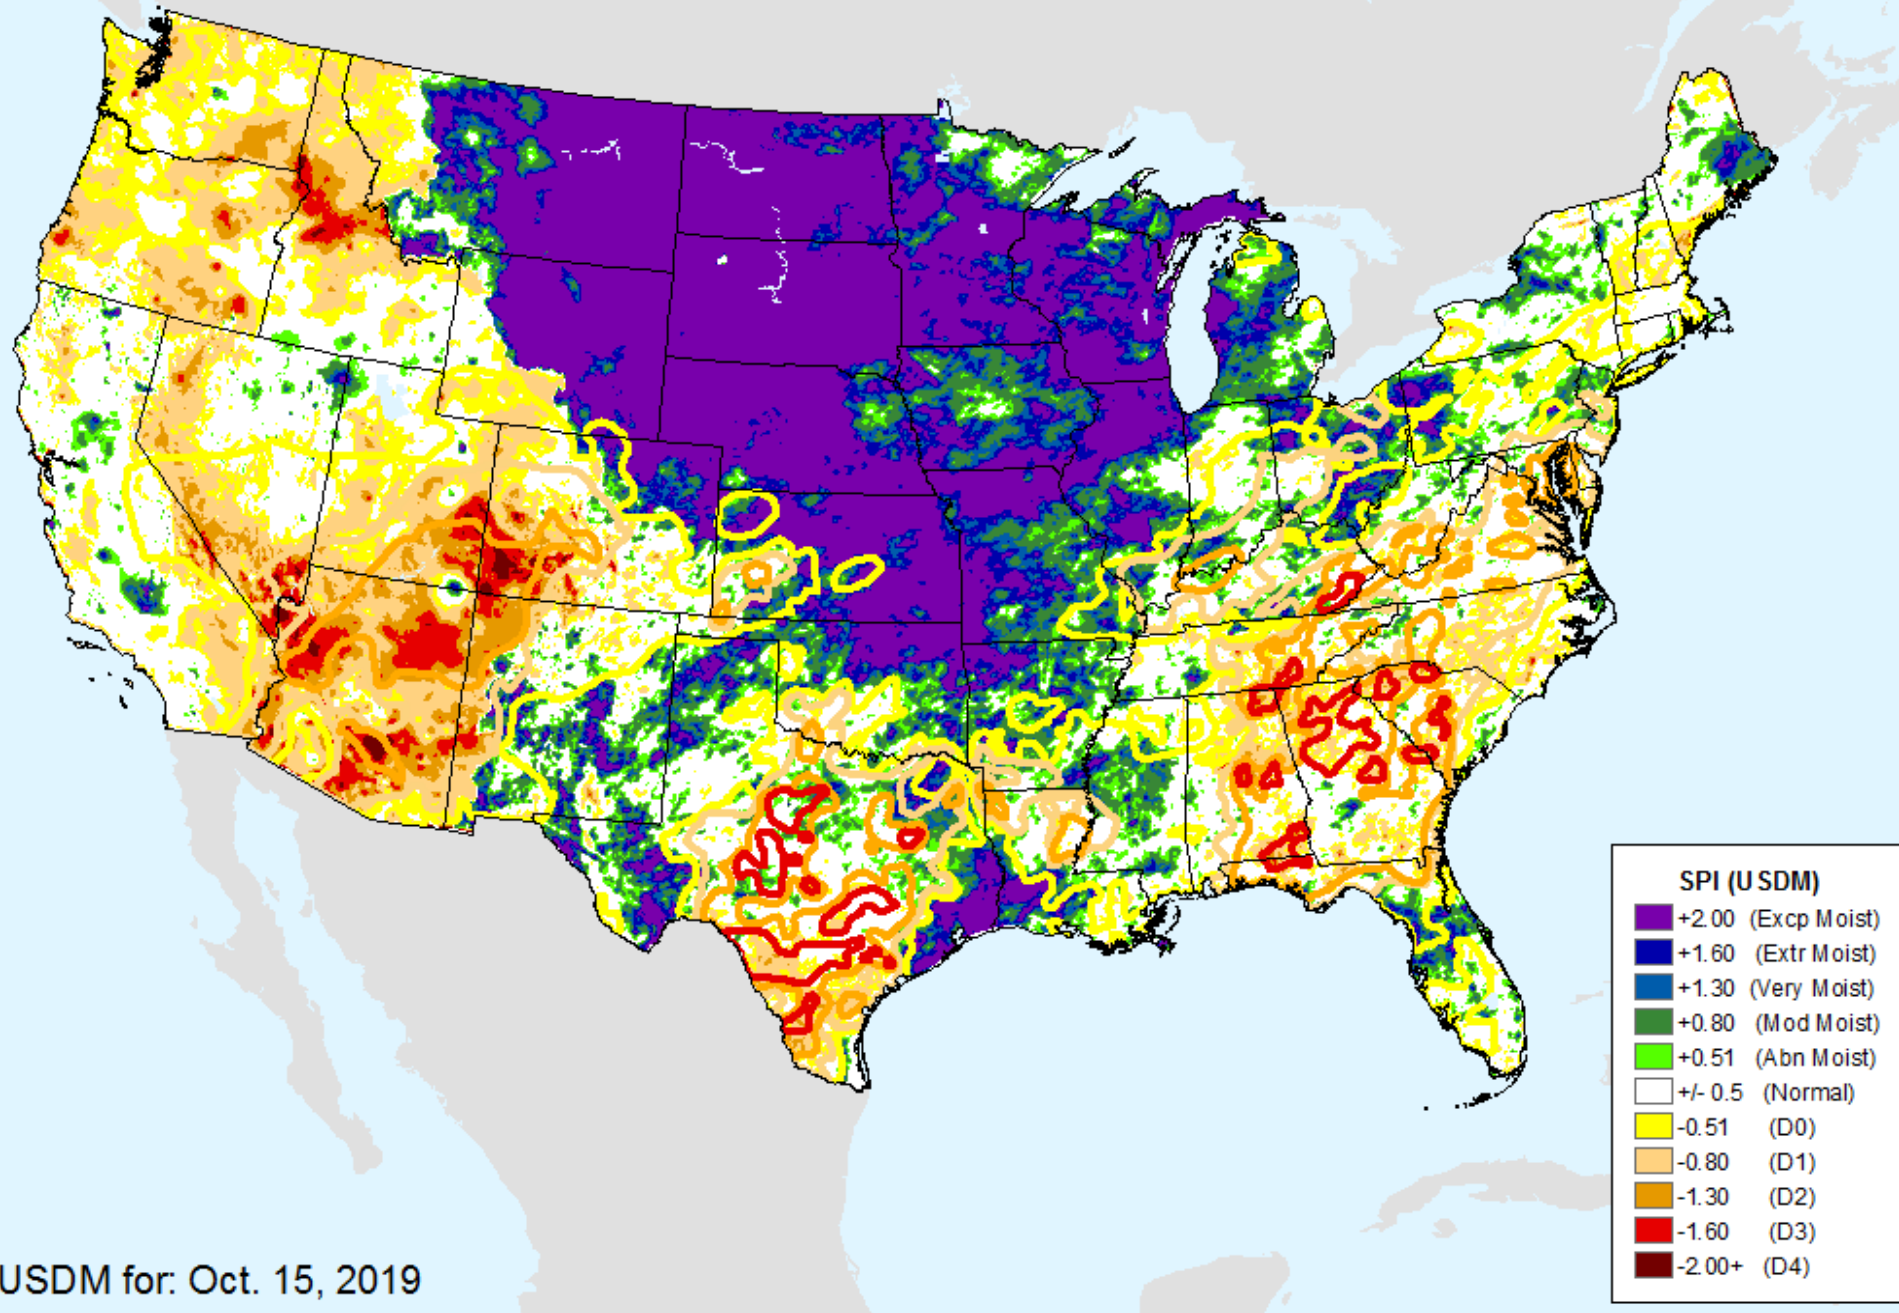 SPI (USDM)
+2.00 (Excp Moist)
+1.60 (Extr Moist)
+1.30 (Very Moist)
+0.80 (Mod Moist)
+0.51 (Abn Moist)
+/- 0.5 (Normal)
-0.51 (D0)
-0.80 (D1)
-1.30 (D2)
-1.60 (D3)
-2.00+ (D4)
USDM for: Oct. 15, 2019